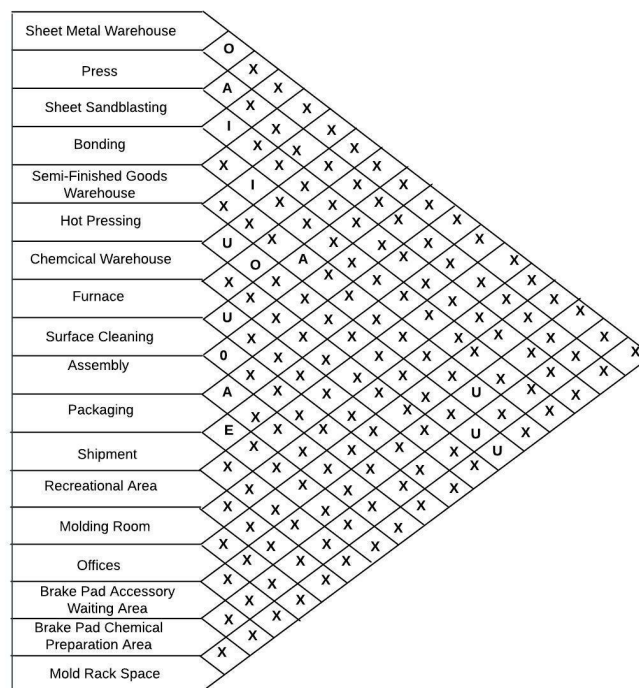 Sheet Metal Warehouse
O
Press X
A X
Sheet Sandblasting X X
I X X
Bonding X X X
X X X X
Semi-Finished Goods
Warehouse
I X X X
X X X X X
Hot Pressing X X X X X
U X X X X X
Chemcical Warehouse O A X X X X
X X X X X X X
Furnace X X X X X X X
U X X X X X X X
Surface Cleaning X X X X X X X X
0 X X X X X X X X
Assembly
X X X X X X X X
A X X X X U X X
Packaging X X X X X X X
E X X X X U X
Shipment X X X X X U
X X X X X X
Recreational Area X X X X X
X X X X X
Molding Room X X X X
X X X X
Offices X X X
X X X
Brake Pad Accessory
Waiting Area
X X
X X
Brake Pad Chemical
Preparation Area
X
X
Mold Rack Space